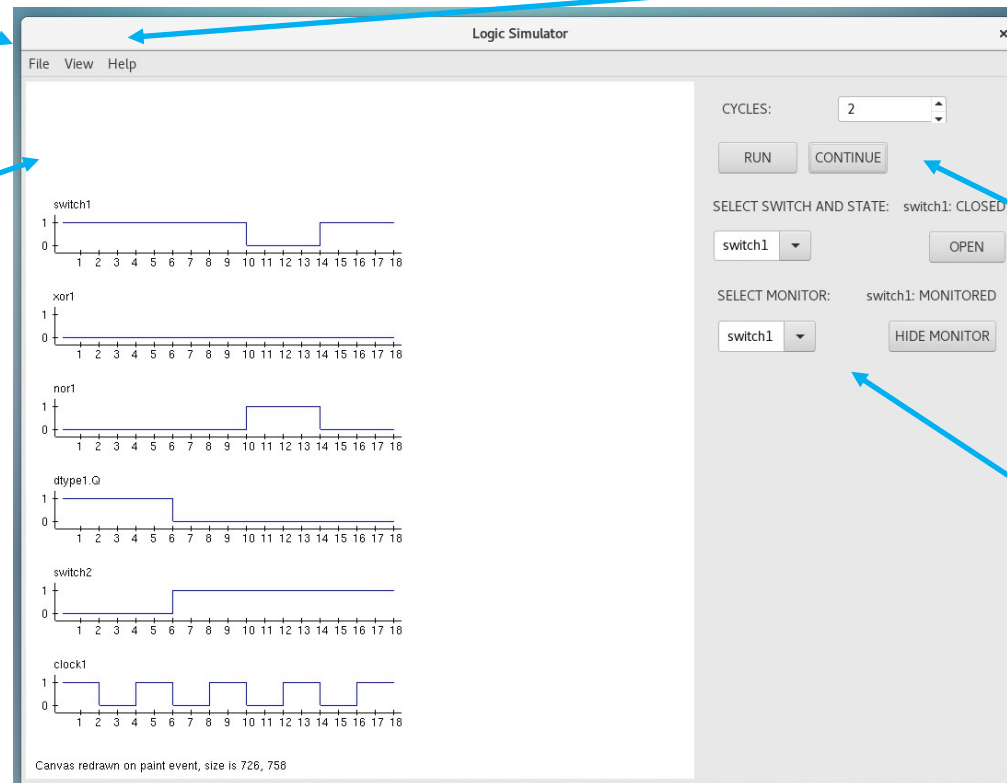 Logic Simulator ×
File View Help
CYCLES: 2
RUN CONTINUE
SELECT SWITCH AND STATE: switch1: CLOSED
switch1 OPEN
SELECT MONITOR: switch1: MONITORED
switch1 HIDE MONITOR
switch1
1
0
1 2 3 4 5 6 7 8 9 10 11 12 13 14 15 16 17 18
xor1
1
0
1 2 3 4 5 6 7 8 9 10 11 12 13 14 15 16 17 18
nor1
1
0
1 2 3 4 5 6 7 8 9 10 11 12 13 14 15 16 17 18
dtype1.Q
1
0
1 2 3 4 5 6 7 8 9 10 11 12 13 14 15 16 17 18
switch2
1
0
1 2 3 4 5 6 7 8 9 10 11 12 13 14 15 16 17 18
clock1
1
0
1 2 3 4 5 6 7 8 9 10 11 12 13 14 15 16 17 18
Canvas redrawn on paint event, size is 726, 758